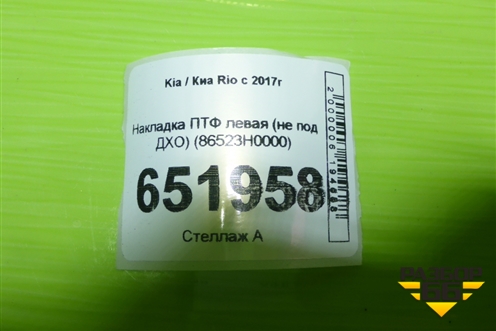 Kia / Киа Rio с 2017г
Накладка ПТФ левая (не под
ДХО) (86523H0000)
651958
Стеллаж А